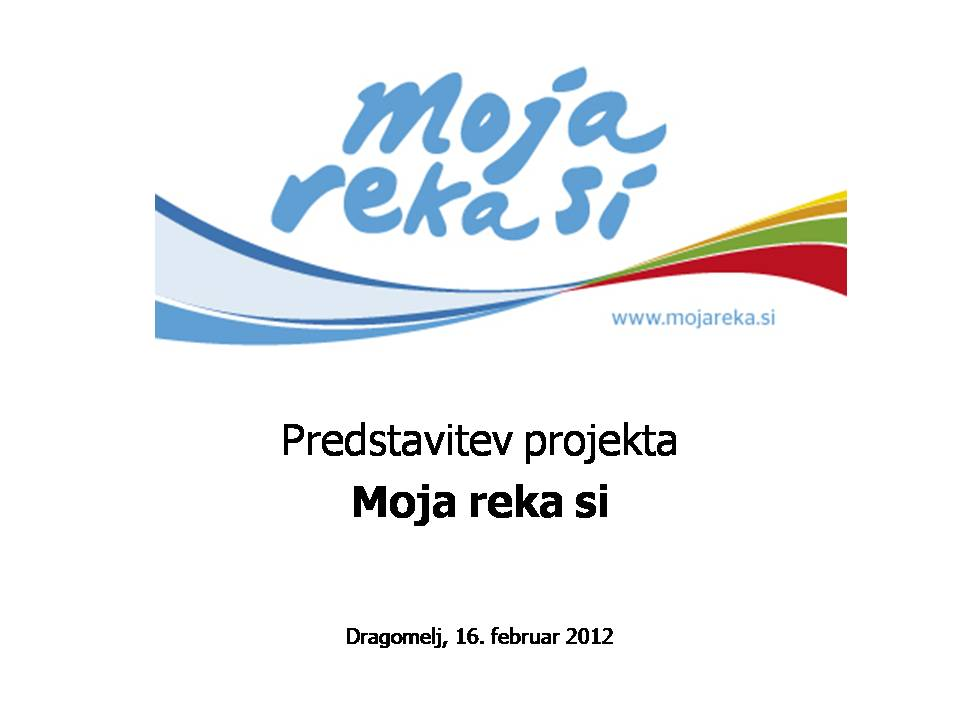 moja
reka si
www.mojareka.si
Predstavitev projekta
Moja reka si
Dragomelj, 16. februar 2012